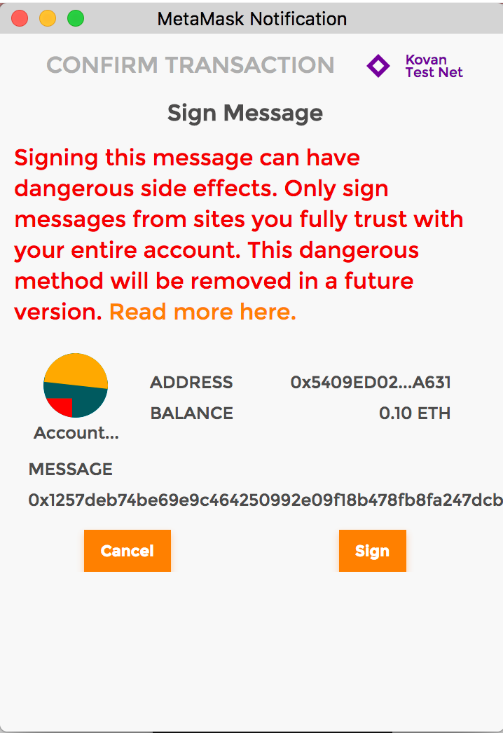 MetaMask Notification
CONFIRM TRANSACTION
Kovan
Test Net
Sign Message
Signing this message can have
dangerous side effects. Only sign
messages from sites you fully trust with
your entire account. This dangerous
method will be removed in a future
version. Read more here.
ADDRESS 0x5409ED02...A631
BALANCE 0.10 ETH
Account...
MESSAGE
0x1257deb74be69e9c464250992e09f18b478fb8fa247dcb
Cancel
Sign